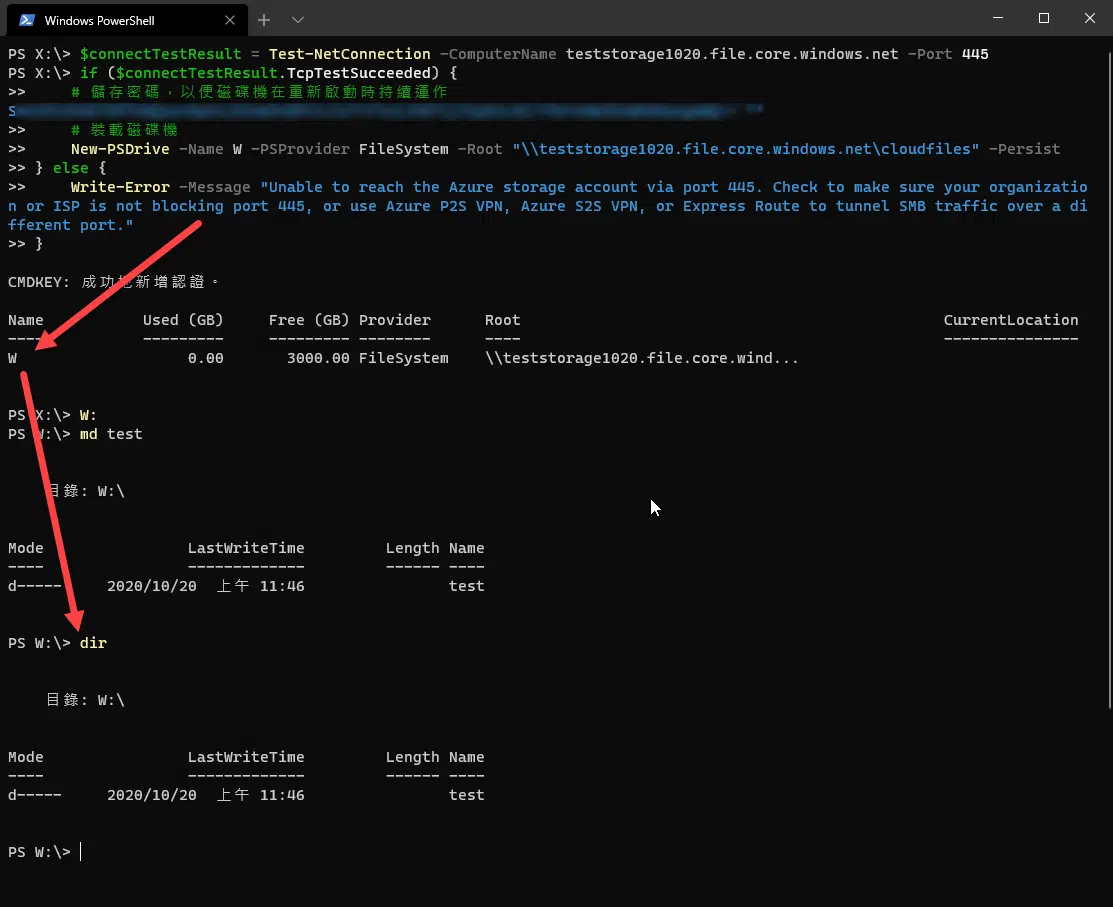 Windows PowerShell
PS X:\> $connectTestResult = Test-NetConnection -ComputerName teststorage1020.file.core.windows.net -Port 445
PS X:\> if ($connectTestResult.TcpTestSucceeded) {
>>     # 儲存密碼，以便磁碟機在重新啟動時持續運作
>>     # 裝載磁碟機
>>     New-PSDrive -Name W -PSProvider FileSystem -Root "\\teststorage1020.file.core.windows.net\cloudfiles" -Persist
>> } else {
>>     Write-Error -Message "Unable to reach the Azure storage account via port 445. Check to make sure your organizatio
n or ISP is not blocking port 445, or use Azure P2S VPN, Azure S2S VPN, or Express Route to tunnel SMB traffic over a di
fferent port."
>> }
CMDKEY: 成功地新增認證。
Name           Used (GB)     Free (GB) Provider      Root                                               CurrentLocation
----           ---------     --------- --------      ----                                               ---------------
W                   0.00       3000.00 FileSystem    \\teststorage1020.file.core.wind...
PS X:\> W:
PS W:\> md test
目錄: W:\
Mode                LastWriteTime         Length Name
----                -------------         ------ ----
d-----     2020/10/20  上午 11:46                test
PS W:\> dir
目錄: W:\
Mode                LastWriteTime         Length Name
----                -------------         ------ ----
d-----     2020/10/20  上午 11:46                test
PS W:\>